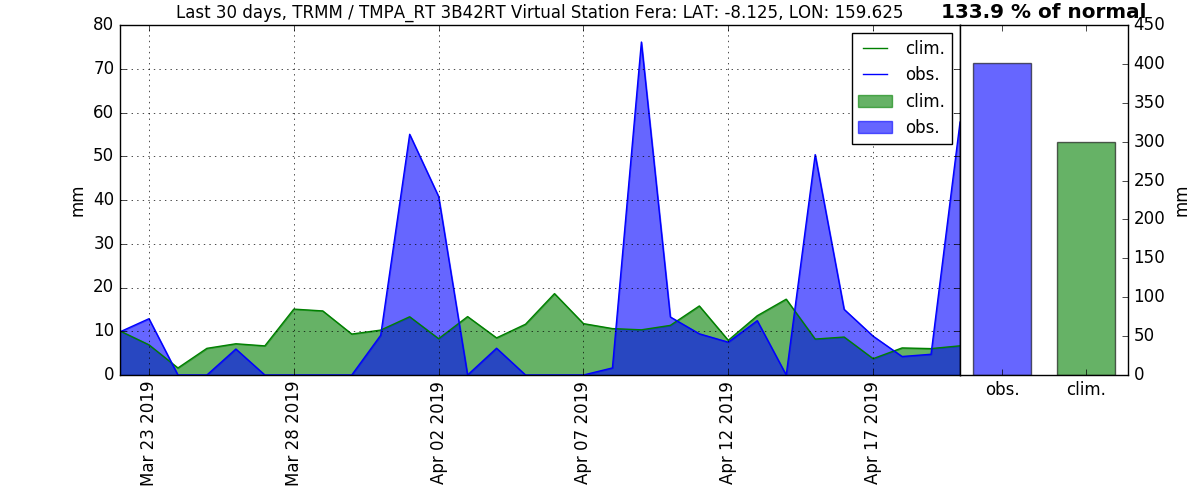 Last 30 days, TRMM / TMPA_RT 3B42RT Virtual Station Fera: LAT: -8.125, LON: 159.625
133.9 % of normal
80
70
60
50
40
30
20
10
0
mm
clim.
obs.
clim.
obs.
Mar 23 2019
Mar 28 2019
Apr 02 2019
Apr 07 2019
Apr 12 2019
Apr 17 2019
450
400
350
300
250
200
150
100
50
0
mm
obs.
clim.